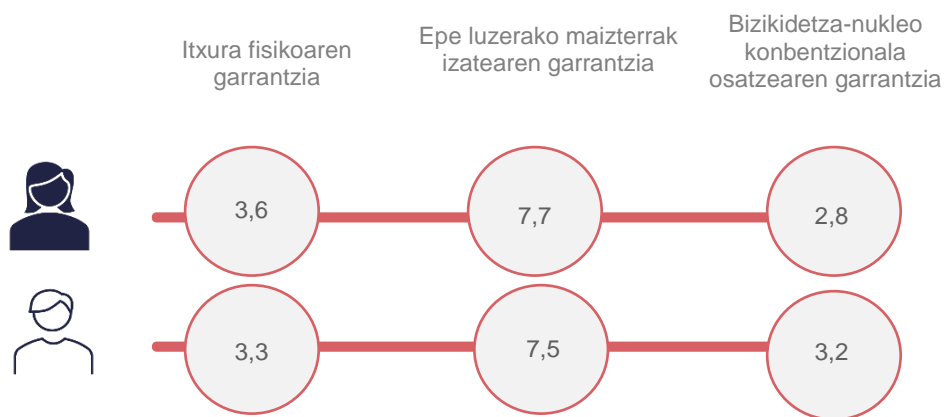 Itxura fisikoaren
garrantzia
Epe luzerako maizterrak
izatearen garrantzia
Bizikidetza-nukleo
konbentzionala
osatzearen garrantzia
3,6
7,7
2,8
3,3
7,5
3,2